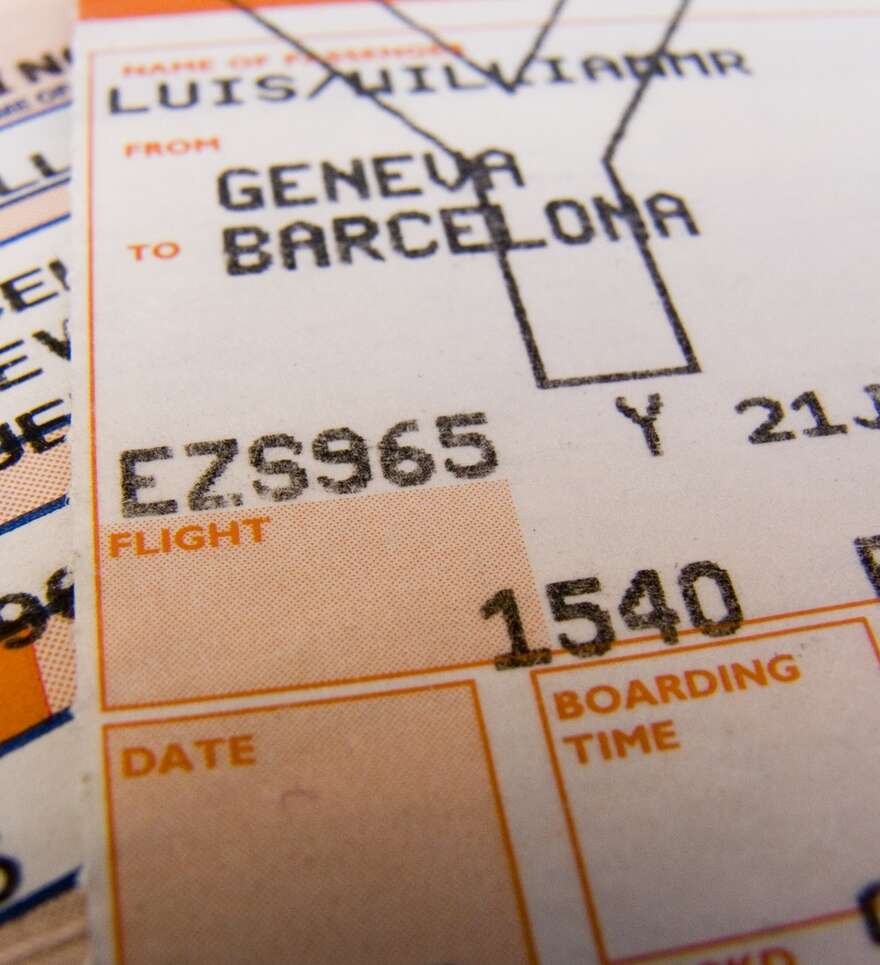 NAME OF PASSENGER
LUIS/WILLIAMMR
FROM
GENEVA
TO
BARCELONA
EZS965 Y 21J
FLIGHT
1540
DATE
BOARDING
TIME